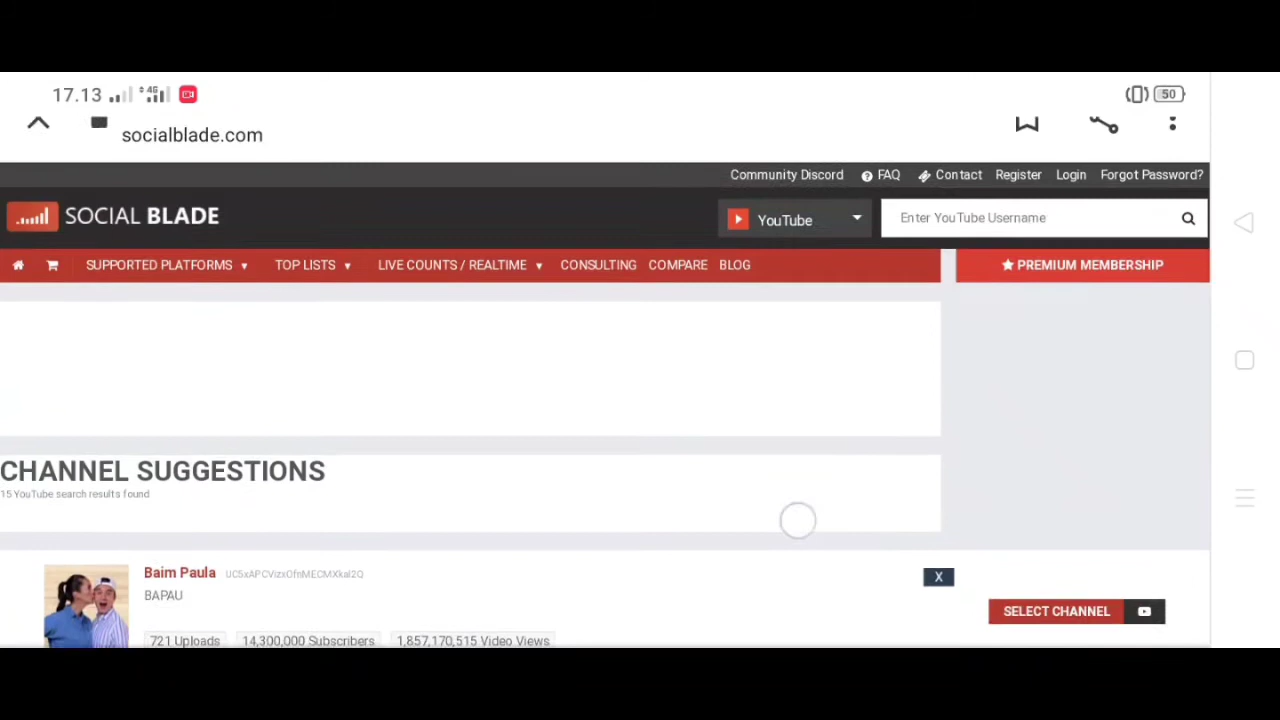 17.13 4G 50
socialblade.com
Community Discord FAQ Contact Register Login Forgot Password?
SOCIAL BLADE YouTube Enter YouTube Username
SUPPORTED PLATFORMS TOP LISTS LIVE COUNTS / REALTIME CONSULTING COMPARE BLOG PREMIUM MEMBERSHIP
CHANNEL SUGGESTIONS
15 YouTube search results found
Baim Paula UC5xAPCVizxOfnMECMXkaI2Q X
BAPAU
SELECT CHANNEL
721 Uploads 14,300,000 Subscribers 1,857,170,515 Video Views